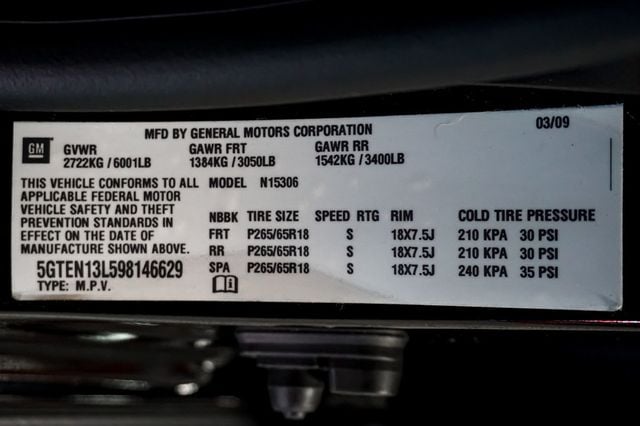 MFD BY GENERAL MOTORS CORPORATION 03/09
GM GVWR GAWR FRT GAWR RR
2722KG / 6001LB 1384KG / 3050LB 1542KG / 3400LB
THIS VEHICLE CONFORMS TO ALL MODEL N15306
APPLICABLE FEDERAL MOTOR
VEHICLE SAFETY AND THEFT
PREVENTION STANDARDS IN NBBK TIRE SIZE SPEED RTG RIM COLD TIRE PRESSURE
EFFECT ON THE DATE OF FRT P265/65R18 S 18X7.5J 210 KPA 30 PSI
MANUFACTURE SHOWN ABOVE. RR P265/65R18 S 18X7.5J 210 KPA 30 PSI
5GTEN13L598146629 SPA P265/65R18 S 18X7.5J 240 KPA 35 PSI
TYPE: M.P.V.